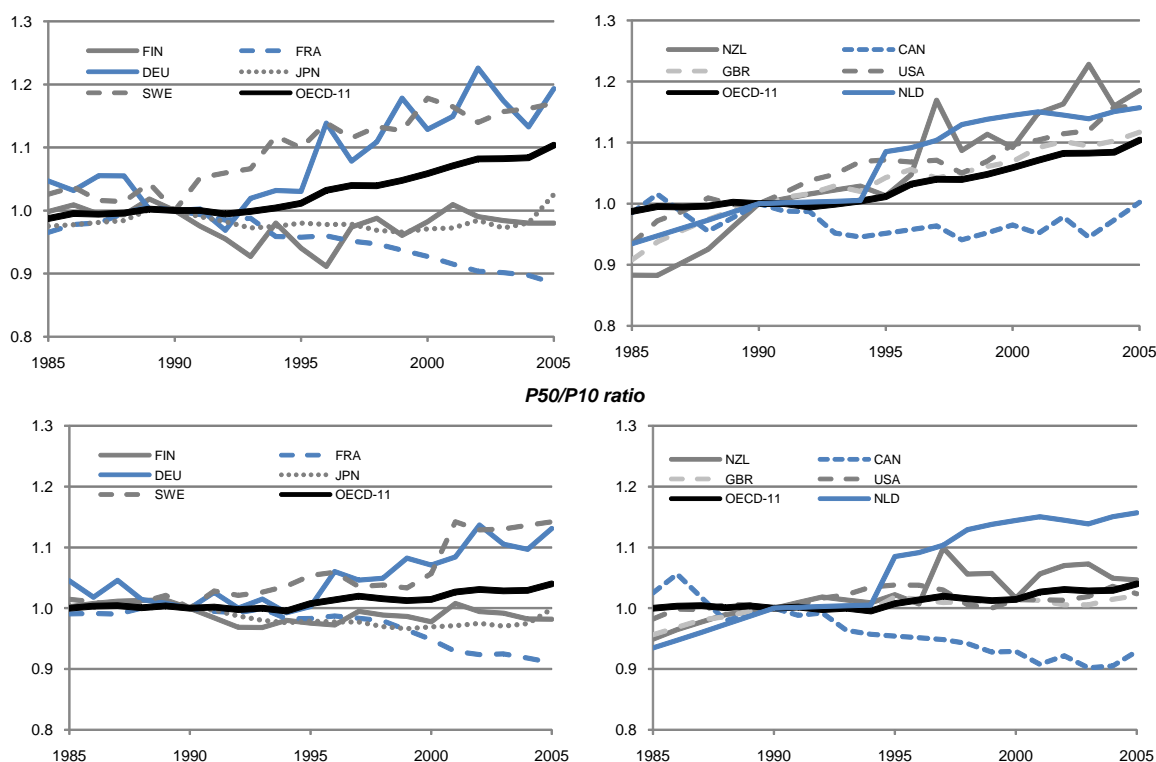 1.3
1.2
1.1
1.0
0.9
0.8
FIN FRA
DEU JPN
SWE OECD-11
1985 1990 1995 2000 2005
1.3
1.2
1.1
1.0
0.9
0.8
NZL CAN
GBR USA
OECD-11 NLD
1985 1990 1995 2000 2005
P50/P10 ratio
1.3
1.2
1.1
1.0
0.9
0.8
FIN FRA
DEU JPN
SWE OECD-11
1985 1990 1995 2000 2005
1.3
1.2
1.1
1.0
0.9
0.8
NZL CAN
GBR USA
OECD-11 NLD
1985 1990 1995 2000 2005